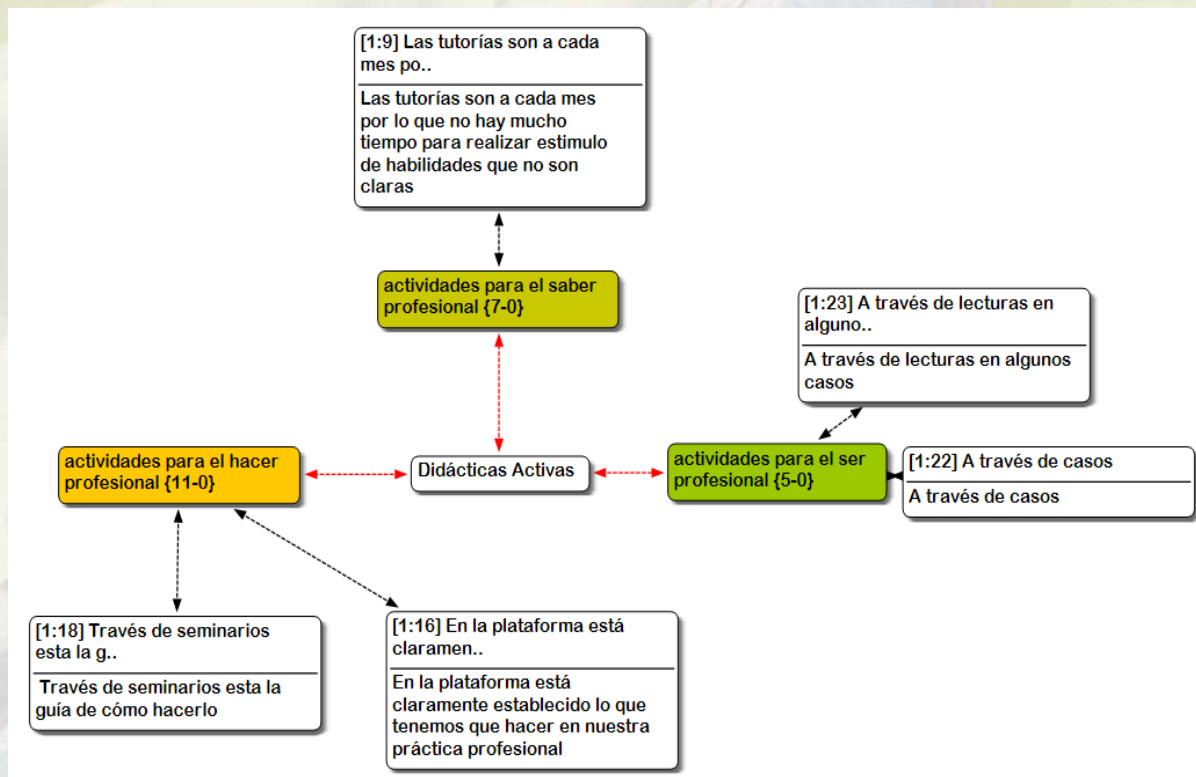 [1:9] Las tutorías son a cada
mes po..
Las tutorías son a cada mes
por lo que no hay mucho
tiempo para realizar estimulo
de habilidades que no son
claras
actividades para el saber
profesional {7-0}
[1:23] A través de lecturas en
alguno..
A través de lecturas en algunos
casos
actividades para el hacer
profesional {11-0}
Didácticas Activas
actividades para el ser
profesional {5-0}
[1:22] A través de casos
A través de casos
[1:18] Través de seminarios
esta la g..
Través de seminarios esta la
guía de cómo hacerlo
[1:16] En la plataforma está
claramen..
En la plataforma está
claramente establecido lo que
tenemos que hacer en nuestra
práctica profesional